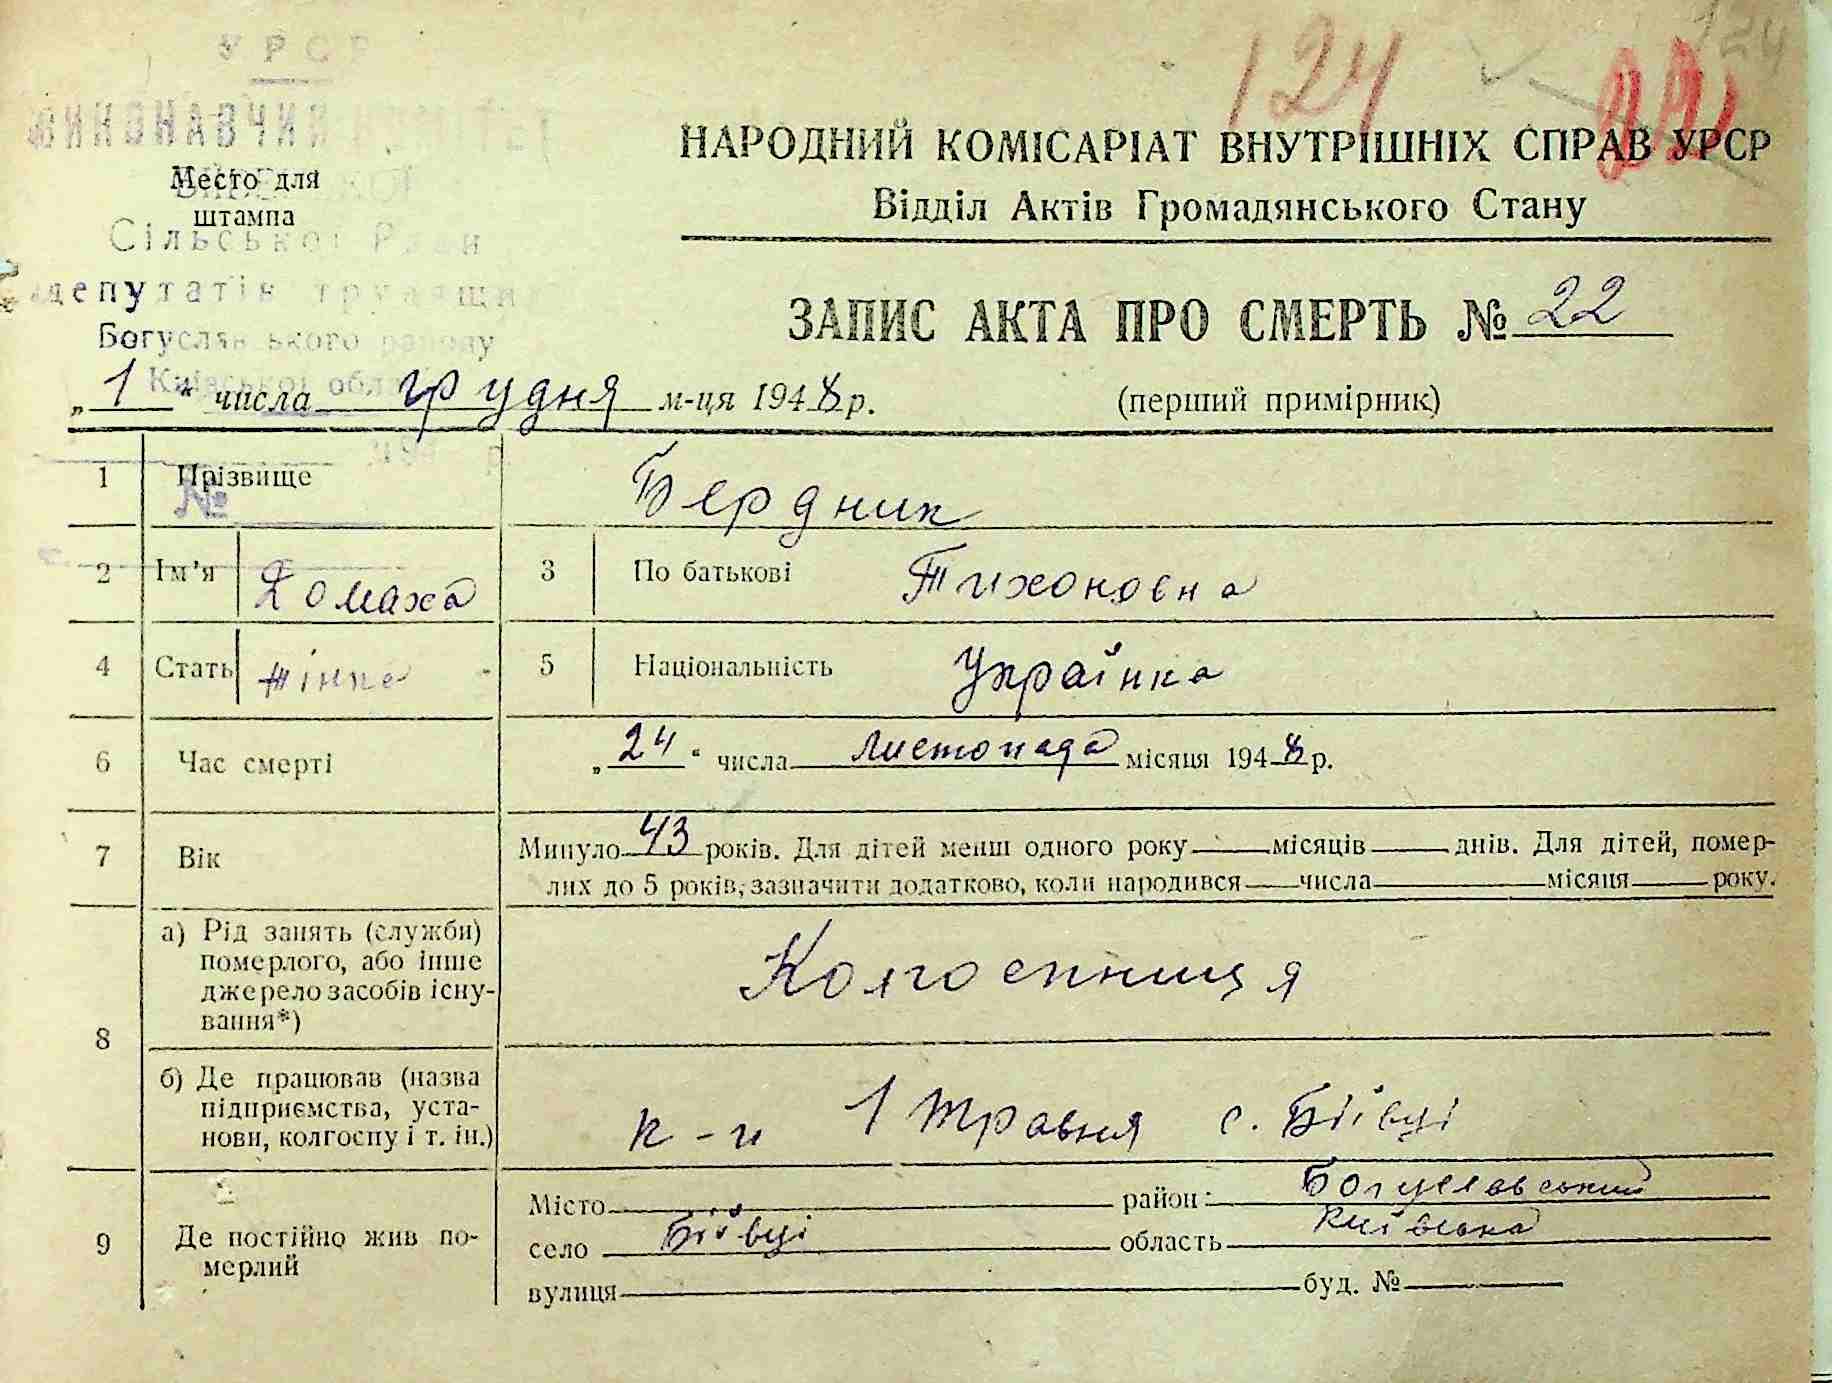 УРСР
ВИКОНАВЧИЙ КОМІТЕТ
Место для
штампа
Сільської Ради
депутатів трудящих
Богуславського району
Київської обл
№
124
124
НАРОДНИЙ КОМІСАРІАТ ВНУТРІШНІХ СПРАВ УРСР
Відділ Актів Громадянського Стану
ЗАПИС АКТА ПРО СМЕРТЬ № 22
„1“ числа грудня м-ця 1948 р. (перший примірник)
1 Прізвище Бердник
2 Ім'я Домаха 3 По батькові Тихоновна
4 Стать жінке 5 Національність Українка
6 Час смерті „24“ числа листопада місяця 1948 р.
7 Вік Минуло 43 років. Для дітей менш одного року — місяців — днів. Для дітей, помер-
лих до 5 років, зазначити додатково, коли народився — числа — місяця — року.
8 а) Рід занять (служби)
померлого, або інше
джерело засобів існу-
вання*)
Колгоспниця
б) Де працював (назва
підприємства, уста-
нови, колгоспу і т. ін.)
к-п 1 Травня с. Біївці
9 Де постійно жив по-
мерлий
Місто район: Богуславський
село Біївці область Київська
вулиця буд. №